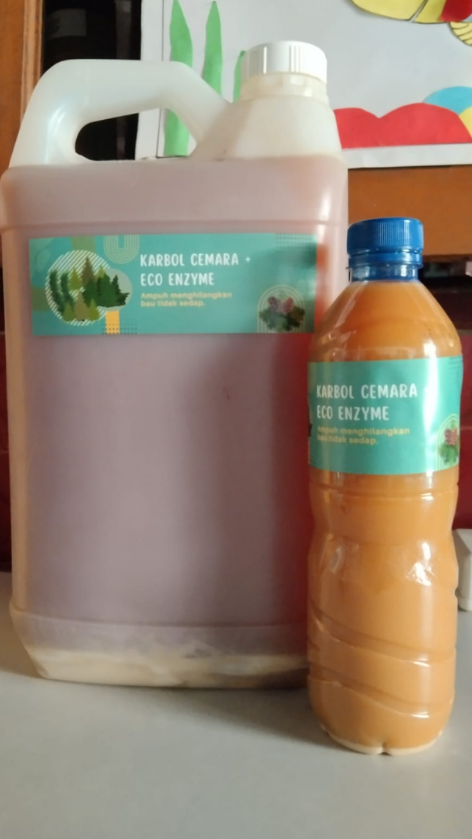 KARBOL CEMARA +
ECO ENZYME
Ampuh menghilangkan
bau tidak sedap.
KARBOL CEMARA
ECO ENZYME
Ampuh menghilangkan
bau tidak sedap.